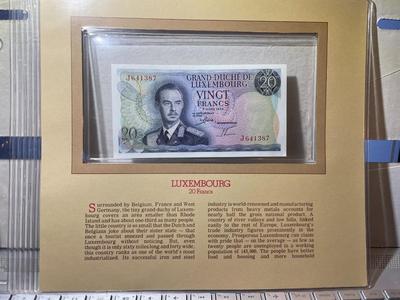 GRAND-DUCHÉ DE
LUXEMBOURG
J641387
20
VINGT
FRANCS
20
J641387
LUXEMBOURG
20 Francs
Surrounded by Belgium, France and West
Germany, the tiny grand-duchy of Luxem-
bourg covers an area smaller than Rhode
Island and has about one-third as many people.
The little country is so small that the Dutch and
Belgians joke about their sister state – that
once a tourist sneezed and passed through
Luxembourg without noticing. But, even
though it is only sixty miles long and forty wide,
this country ranks as one of the world's most
industrialized. Its successful iron and steel
industry is world-renowned and manufacturing
products from heavy metals accounts for
nearly half the gross national product. A
country of river valleys and low hills, linked
easily to the rest of Europe, Luxembourg's
trade industry figures prominently in the
economy. Prosperous Luxembourg can claim
with pride that – on the average – as few as
twenty people are unemployed in a working
population of 145,000. The people have better
food and housing and more household